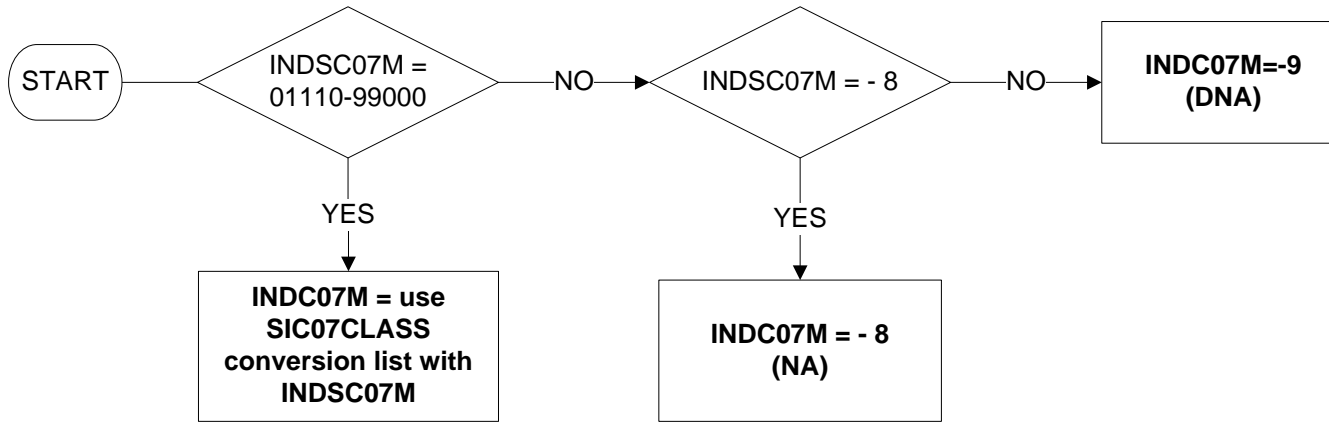 START
INDSC07M =
01110-99000
NO
INDSC07M = - 8
NO
INDC07M=-9
(DNA)
YES
YES
INDC07M = use
SIC07CLASS
conversion list with
INDSC07M
INDC07M = - 8
(NA)